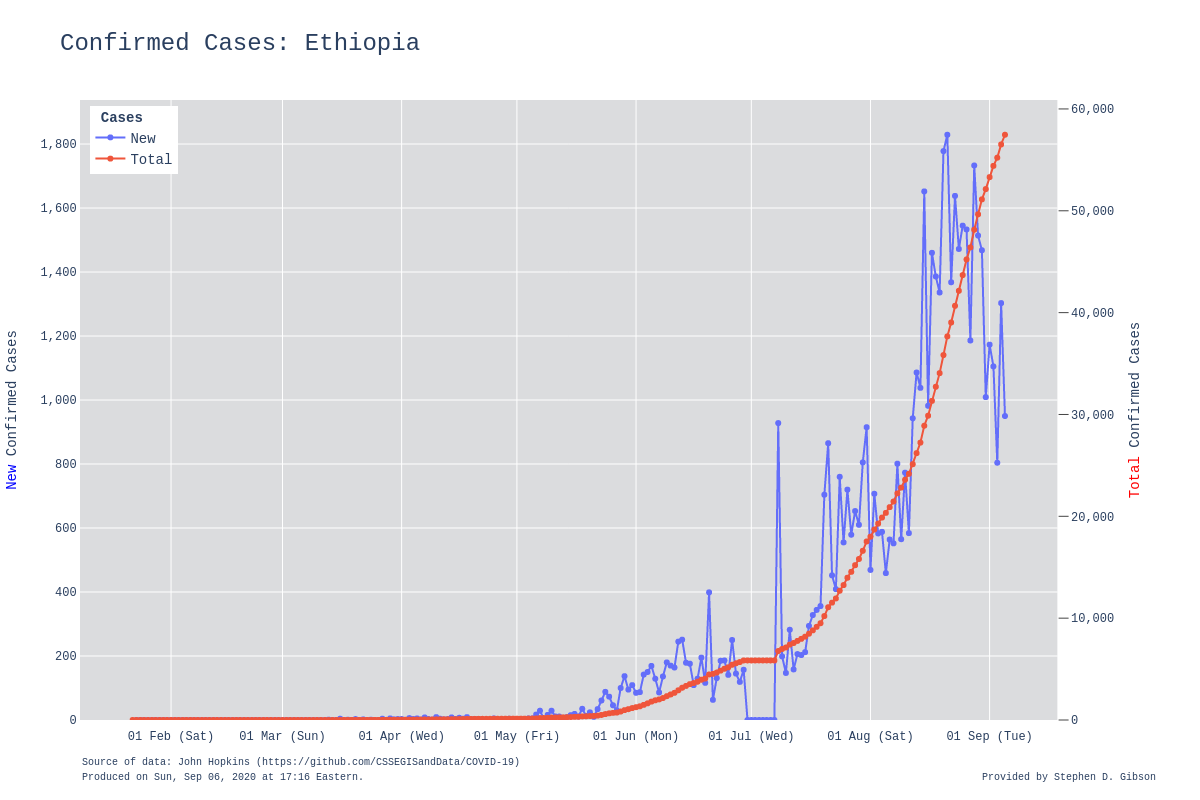 Confirmed Cases: Ethiopia
Cases
New
Total
1,800
1,600
1,400
1,200
1,000
800
600
400
200
0
60,000
50,000
40,000
30,000
20,000
10,000
0
New Confirmed Cases
Total Confirmed Cases
01 Feb (Sat)
01 Mar (Sun)
01 Apr (Wed)
01 May (Fri)
01 Jun (Mon)
01 Jul (Wed)
01 Aug (Sat)
01 Sep (Tue)
Source of data: John Hopkins (https://github.com/CSSEGISandData/COVID-19)
Produced on Sun, Sep 06, 2020 at 17:16 Eastern.
Provided by Stephen D. Gibson